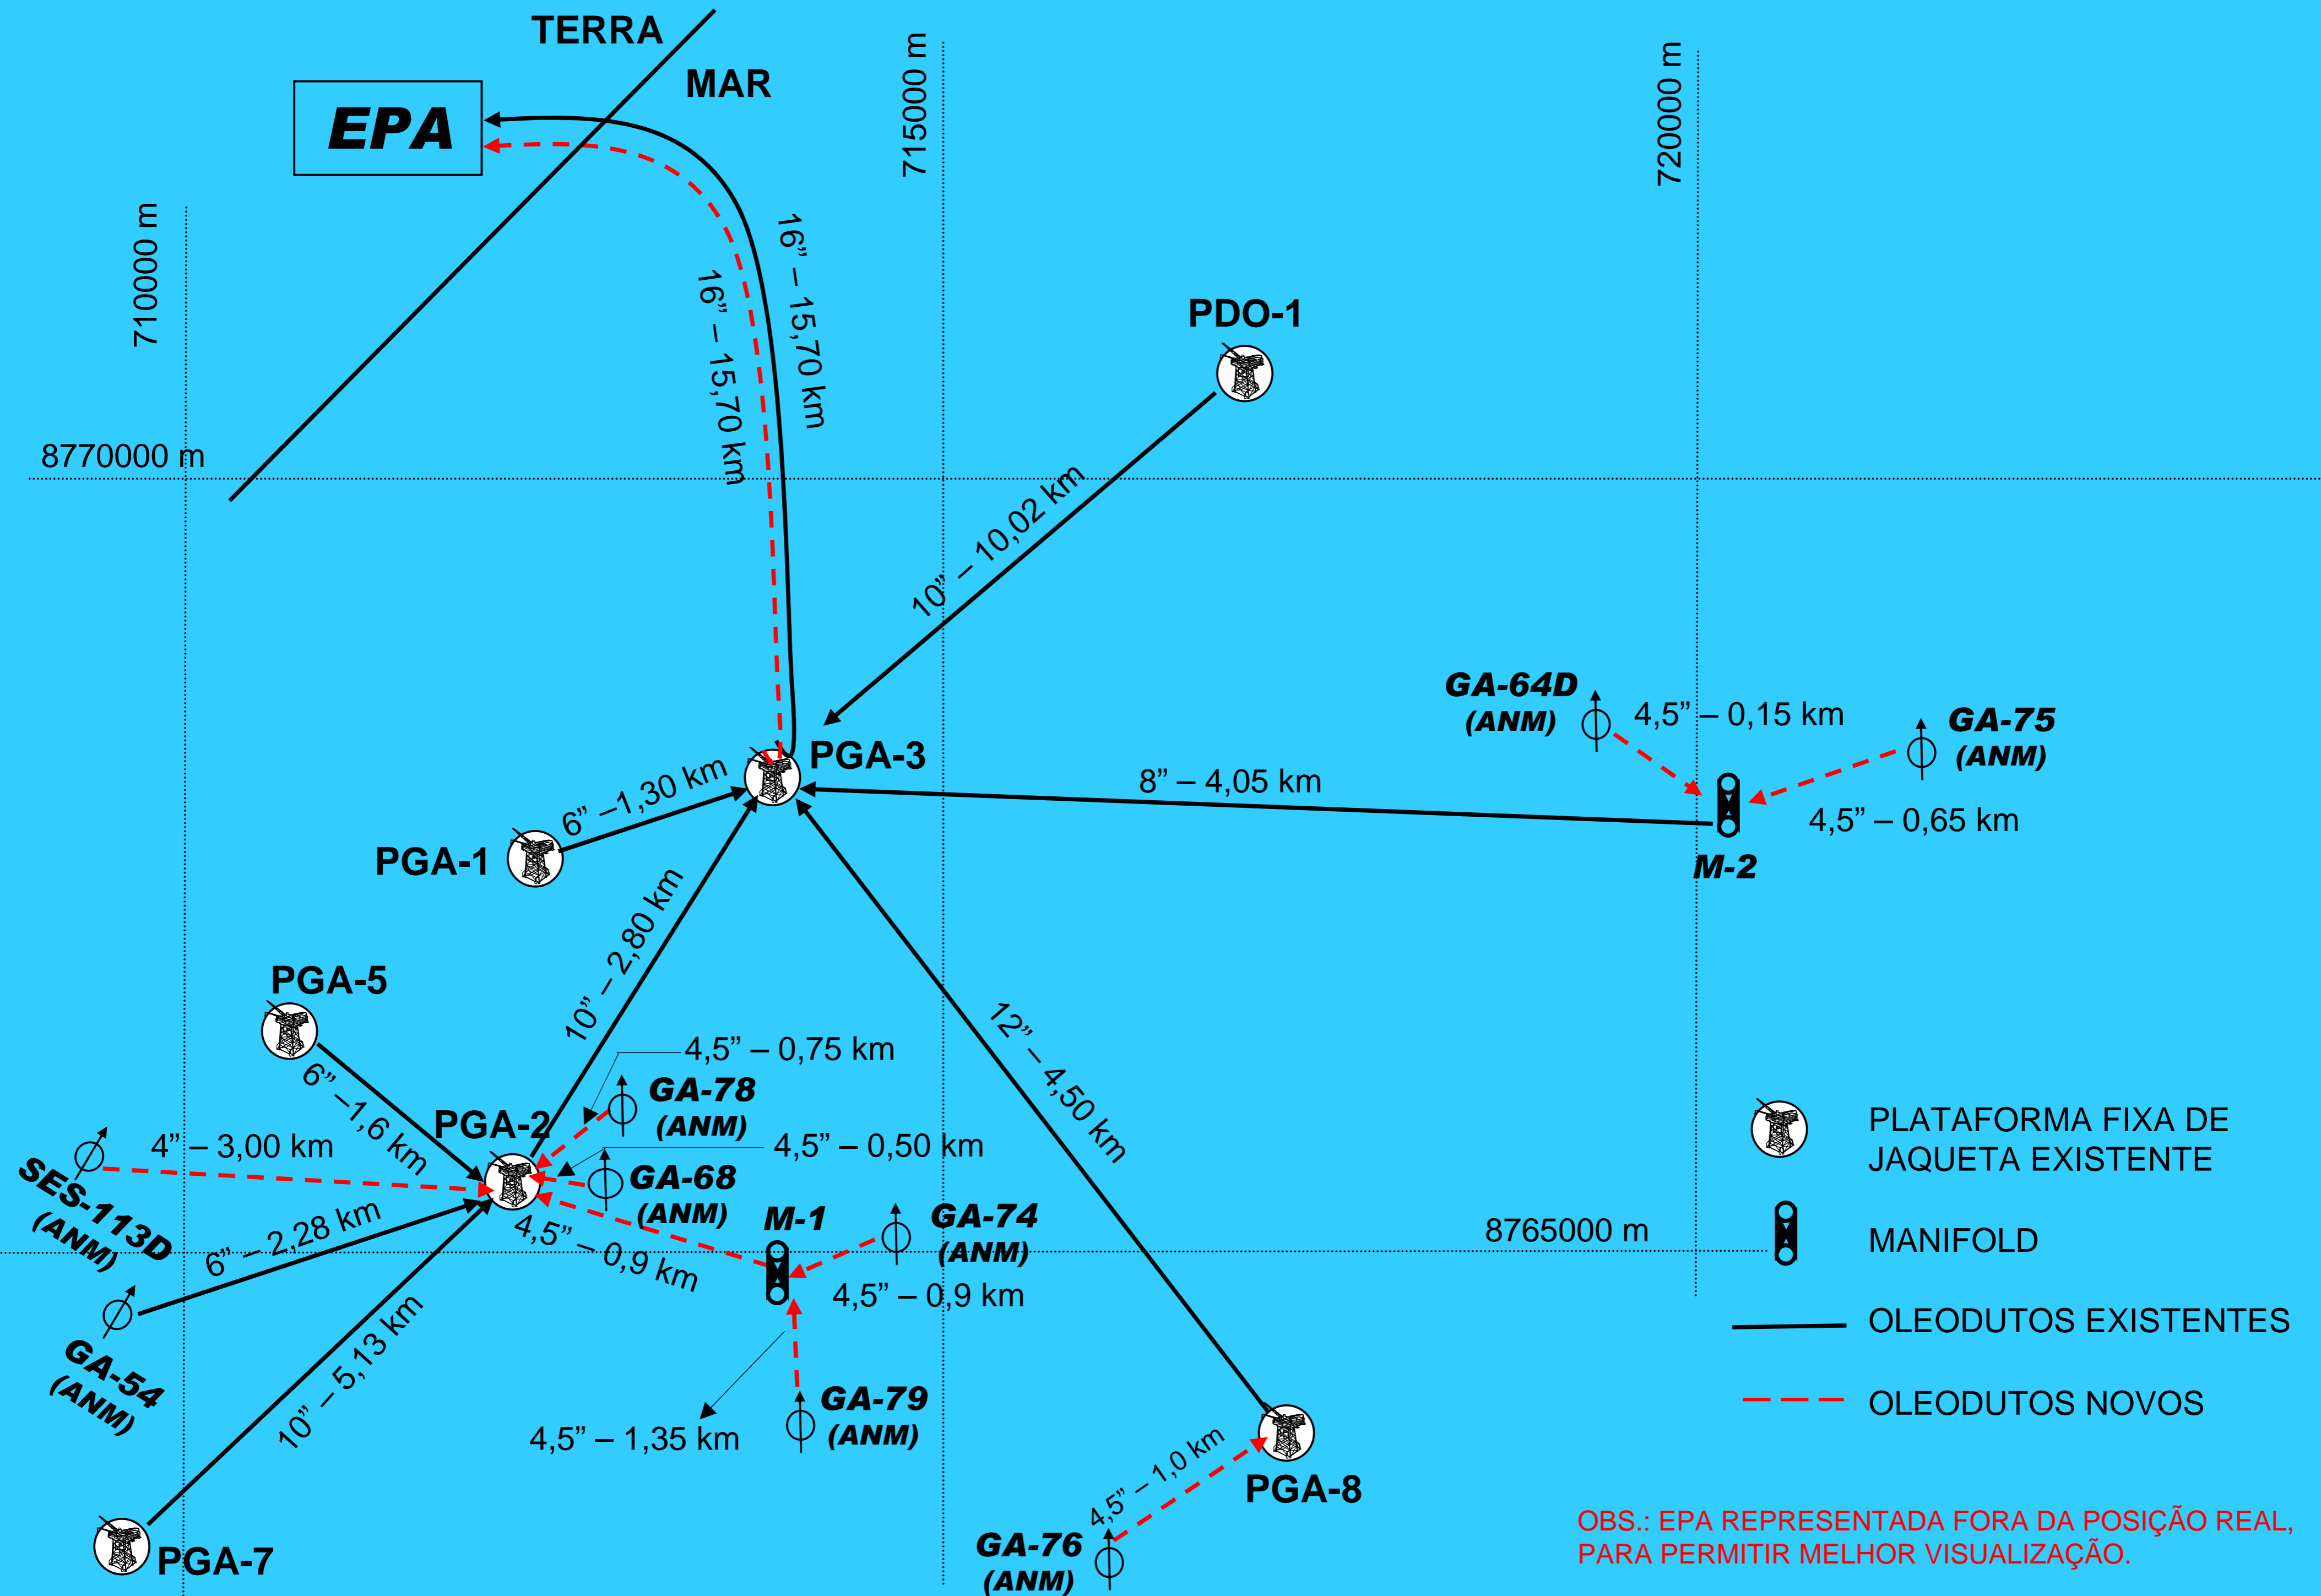 TERRA
MAR
EPA
710000 m
715000 m
720000 m
16” – 15,70 km
16” – 15,70 km
PDO-1
8770000 m
10” – 10,02 km
GA-64D
(ANM)
4,5” – 0,15 km
GA-75
(ANM)
PGA-3
8” – 4,05 km
4,5” – 0,65 km
M-2
6” –1,30 km
PGA-1
10” – 2,80 km
PGA-5
12” – 4,50 km
4,5” – 0,75 km
GA-78
(ANM)
6” –1,6 km
PGA-2
4” – 3,00 km
SES-113D
(ANM)
4,5” – 0,50 km
GA-68
(ANM)
M-1
GA-74
(ANM)
4,5” – 0,9 km
4,5” – 0,9 km
6” – 2,28 km
GA-54
(ANM)
10” – 5,13 km
8765000 m
GA-79
(ANM)
4,5” – 1,35 km
PGA-7
4,5” – 1,0 km
PGA-8
GA-76
(ANM)
PLATAFORMA FIXA DE
JAQUETA EXISTENTE
MANIFOLD
OLEODUTOS EXISTENTES
OLEODUTOS NOVOS
OBS.: EPA REPRESENTADA FORA DA POSIÇÃO REAL,
PARA PERMITIR MELHOR VISUALIZAÇÃO.